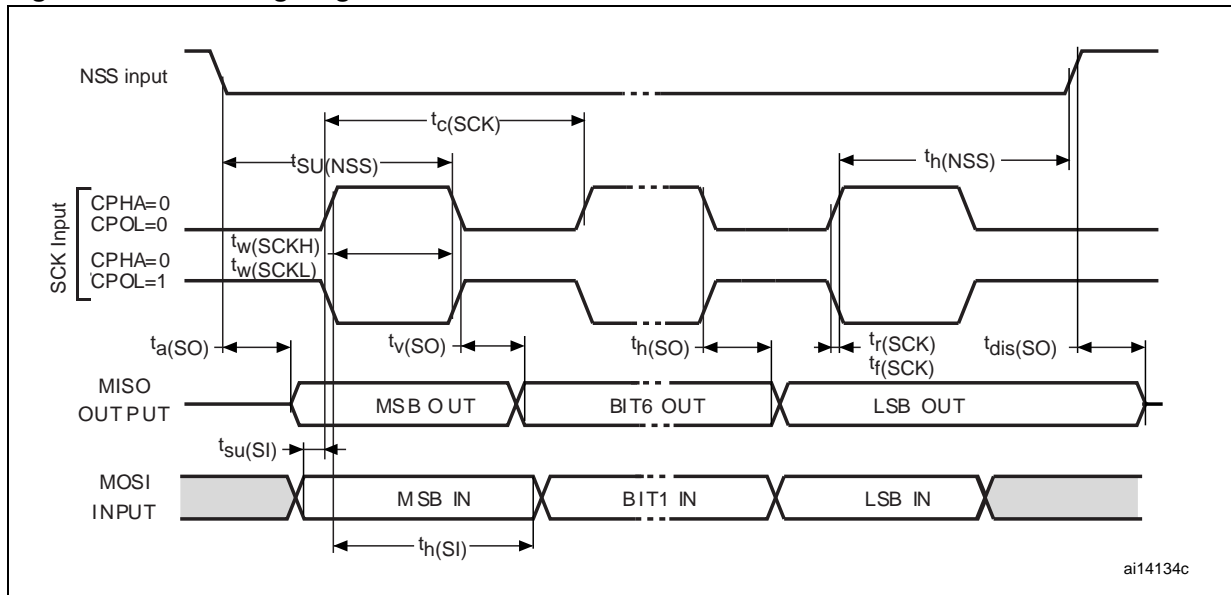 NSS input
tc(SCK)
tSU(NSS)
th(NSS)
SCK Input
CPHA=0
CPOL=0
tw(SCKH)
tw(SCKL)
CPHA=0
CPOL=1
ta(SO)
tv(SO)
th(SO)
tr(SCK)
tf(SCK)
tdis(SO)
MISO
OUTPUT
MSB OUT
BIT6 OUT
LSB OUT
tsu(SI)
MOSI
INPUT
MSB IN
BIT1 IN
LSB IN
th(SI)
ai14134c